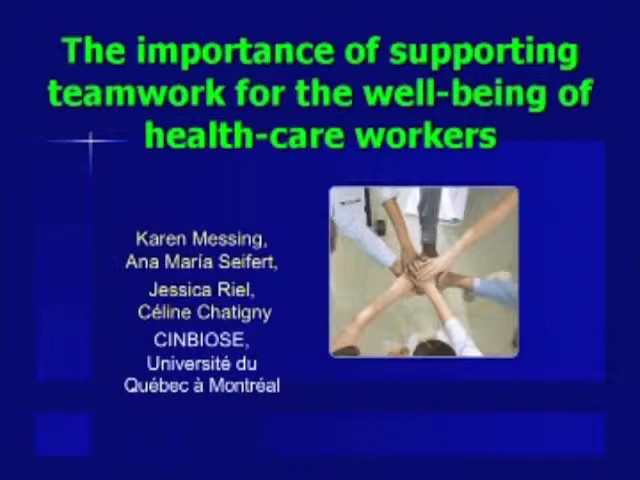 The importance of supporting
teamwork for the well-being of
health-care workers
Karen Messing,
Ana María Seifert,
Jessica Riel,
Céline Chatigny
CINBIOSE,
Université du
Québec à Montréal